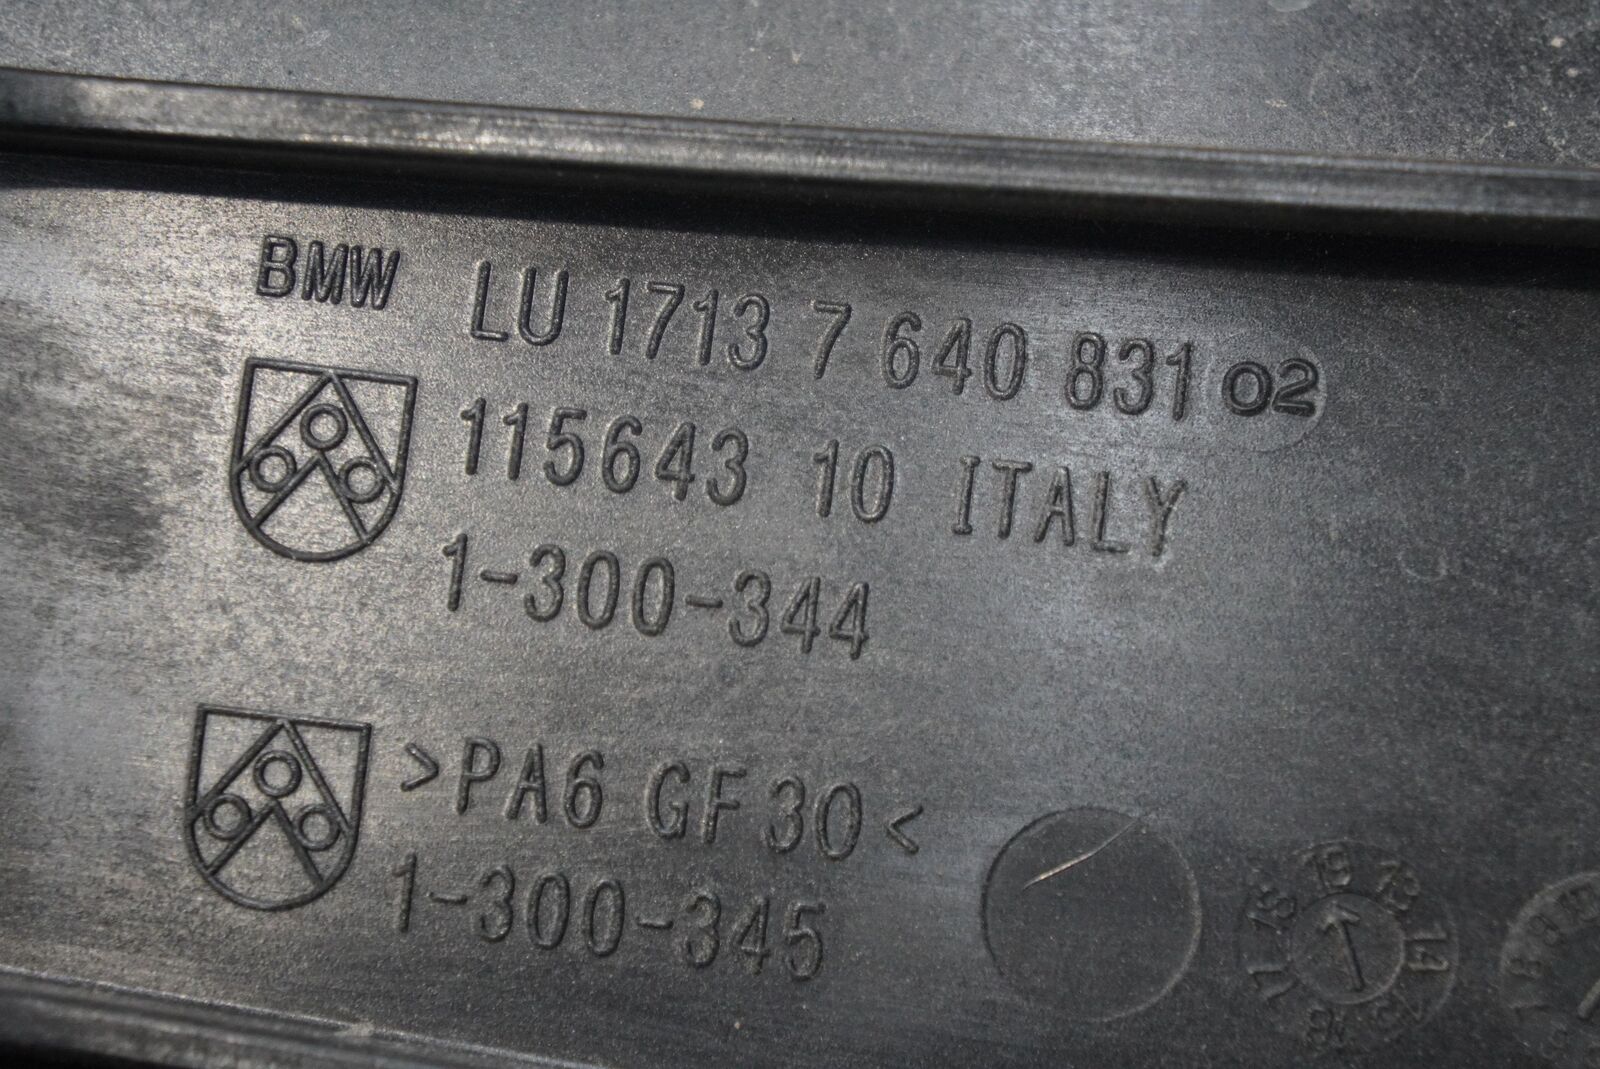 BMW LU 1713 7 640 831 02
115643 10 ITALY
1-300-344
>PA6 GF30<
1-300-345